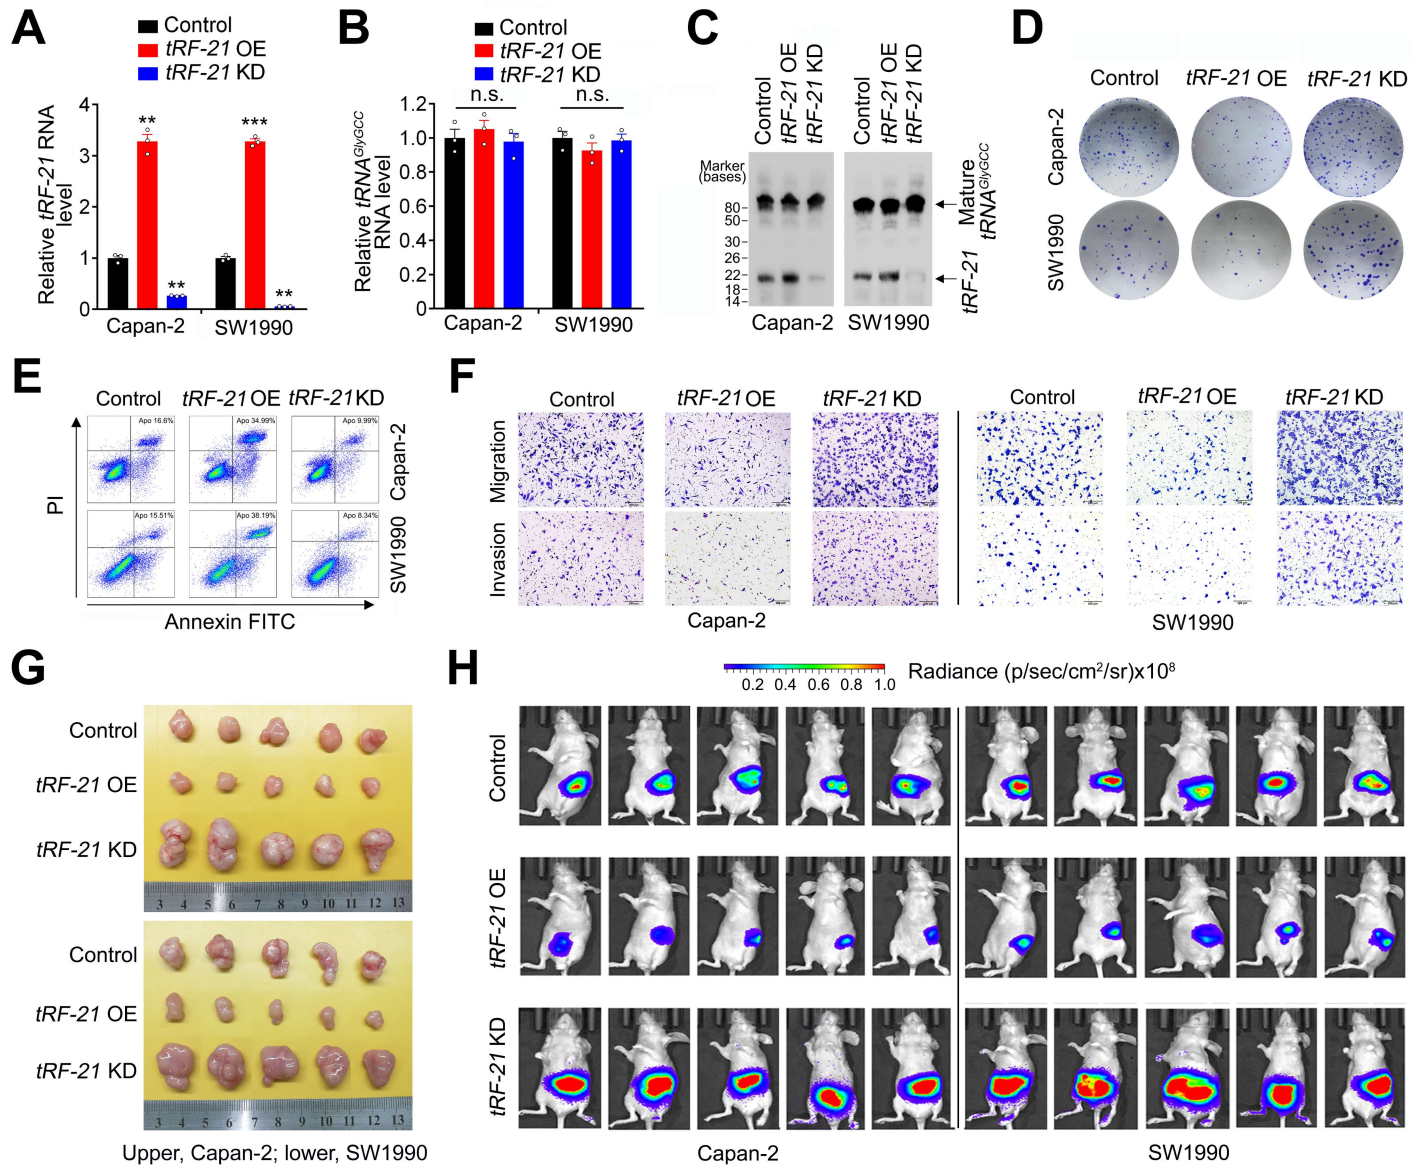 A
Control
tRF-21 OE
tRF-21 KD
Relative tRF-21 RNA
level
4
3
2
1
0
**
***
**
**
Capan-2
SW1990
B
Control
tRF-21 OE
tRF-21 KD
Relative tRNA^GlyGCC
RNA level
1.2
1.0
0.8
0.6
0.4
0.2
0
n.s.
n.s.
Capan-2
SW1990
C
Control
tRF-21 OE
tRF-21 KD
Control
tRF-21 OE
tRF-21 KD
Marker
(bases)
80
50
30
26
22
18
14
Mature
tRNA^GlyGCC
tRF-21
Capan-2
SW1990
D
Control
tRF-21 OE
tRF-21 KD
Capan-2
SW1990
E
Control
tRF-21 OE
tRF-21 KD
Apo 16.6%
Apo 34.99%
Apo 9.99%
Capan-2
Apo 15.51%
Apo 38.19%
Apo 8.34%
SW1990
PI
Annexin FITC
F
Control
tRF-21 OE
tRF-21 KD
Control
tRF-21 OE
tRF-21 KD
Migration
Invasion
Capan-2
SW1990
G
Control
tRF-21 OE
tRF-21 KD
3 4 5 6 7 8 9 10 11 12 13
Control
tRF-21 OE
tRF-21 KD
3 4 5 6 7 8 9 10 11 12 13
Upper, Capan-2; lower, SW1990
H
Radiance (p/sec/cm²/sr)x10⁸
0.2 0.4 0.6 0.8 1.0
Control
tRF-21 OE
tRF-21 KD
Capan-2
SW1990